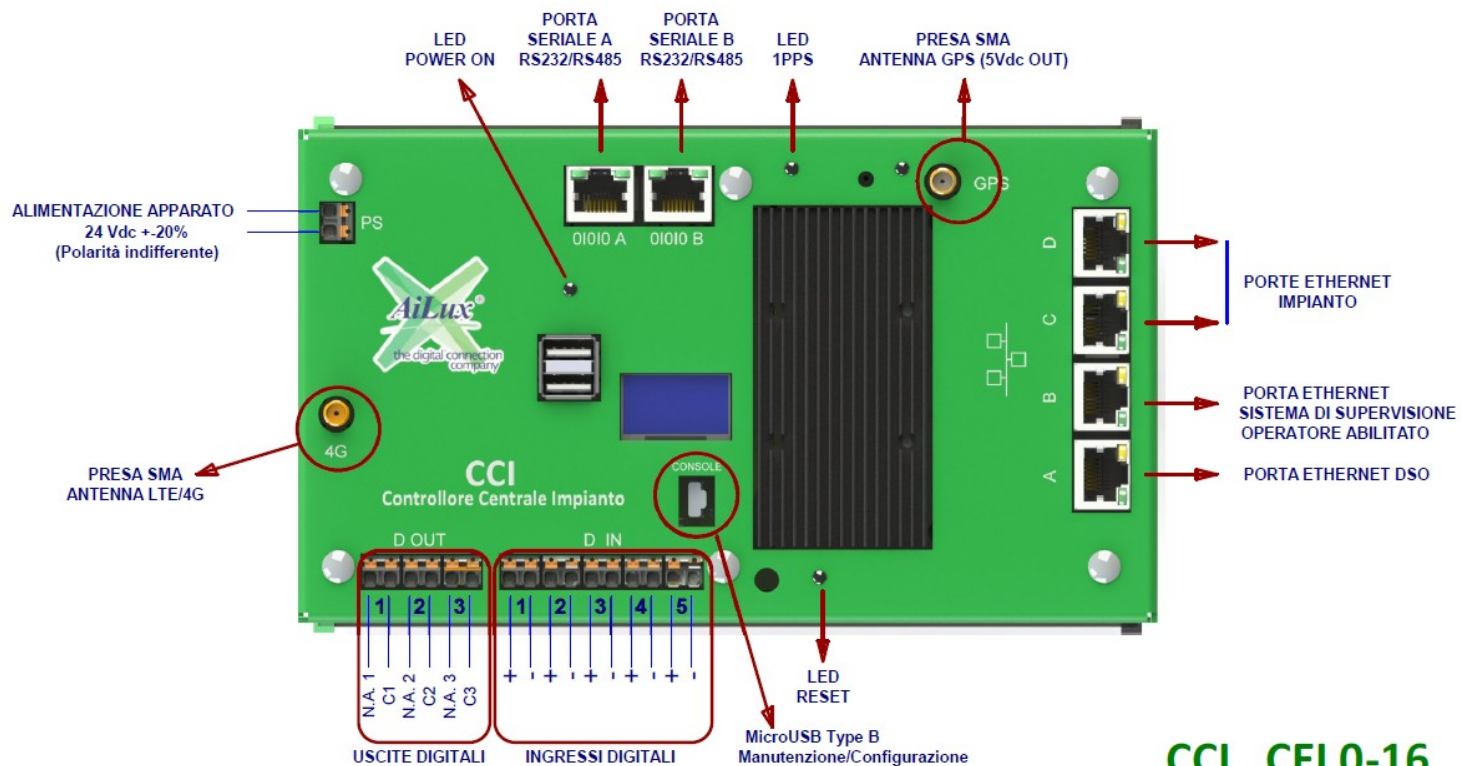 LED
POWER ON
PORTA
SERIALE A
RS232/RS485
PORTA
SERIALE B
RS232/RS485
LED
1PPS
PRESA SMA
ANTENNA GPS (5Vdc OUT)
ALIMENTAZIONE APPARATO
24 Vdc +-20%
(Polarità indifferente)
PS
0I0I0 A
0I0I0 B
GPS
AiLux®
the digital connection
company
D
C
B
A
PORTE ETHERNET
IMPIANTO
PORTA ETHERNET
SISTEMA DI SUPERVISIONE
OPERATORE ABILITATO
PORTA ETHERNET DSO
4G
PRESA SMA
ANTENNA LTE/4G
CCI
Controllore Centrale Impianto
CONSOLE
D OUT
D IN
1 2 3
1 2 3 4 5
N.A. 1
C1
N.A. 2
C2
N.A. 3
C3
+ - + - + - + - + -
USCITE DIGITALI
INGRESSI DIGITALI
LED
RESET
MicroUSB Type B
Manutenzione/Configurazione
CCI CEI 0-16